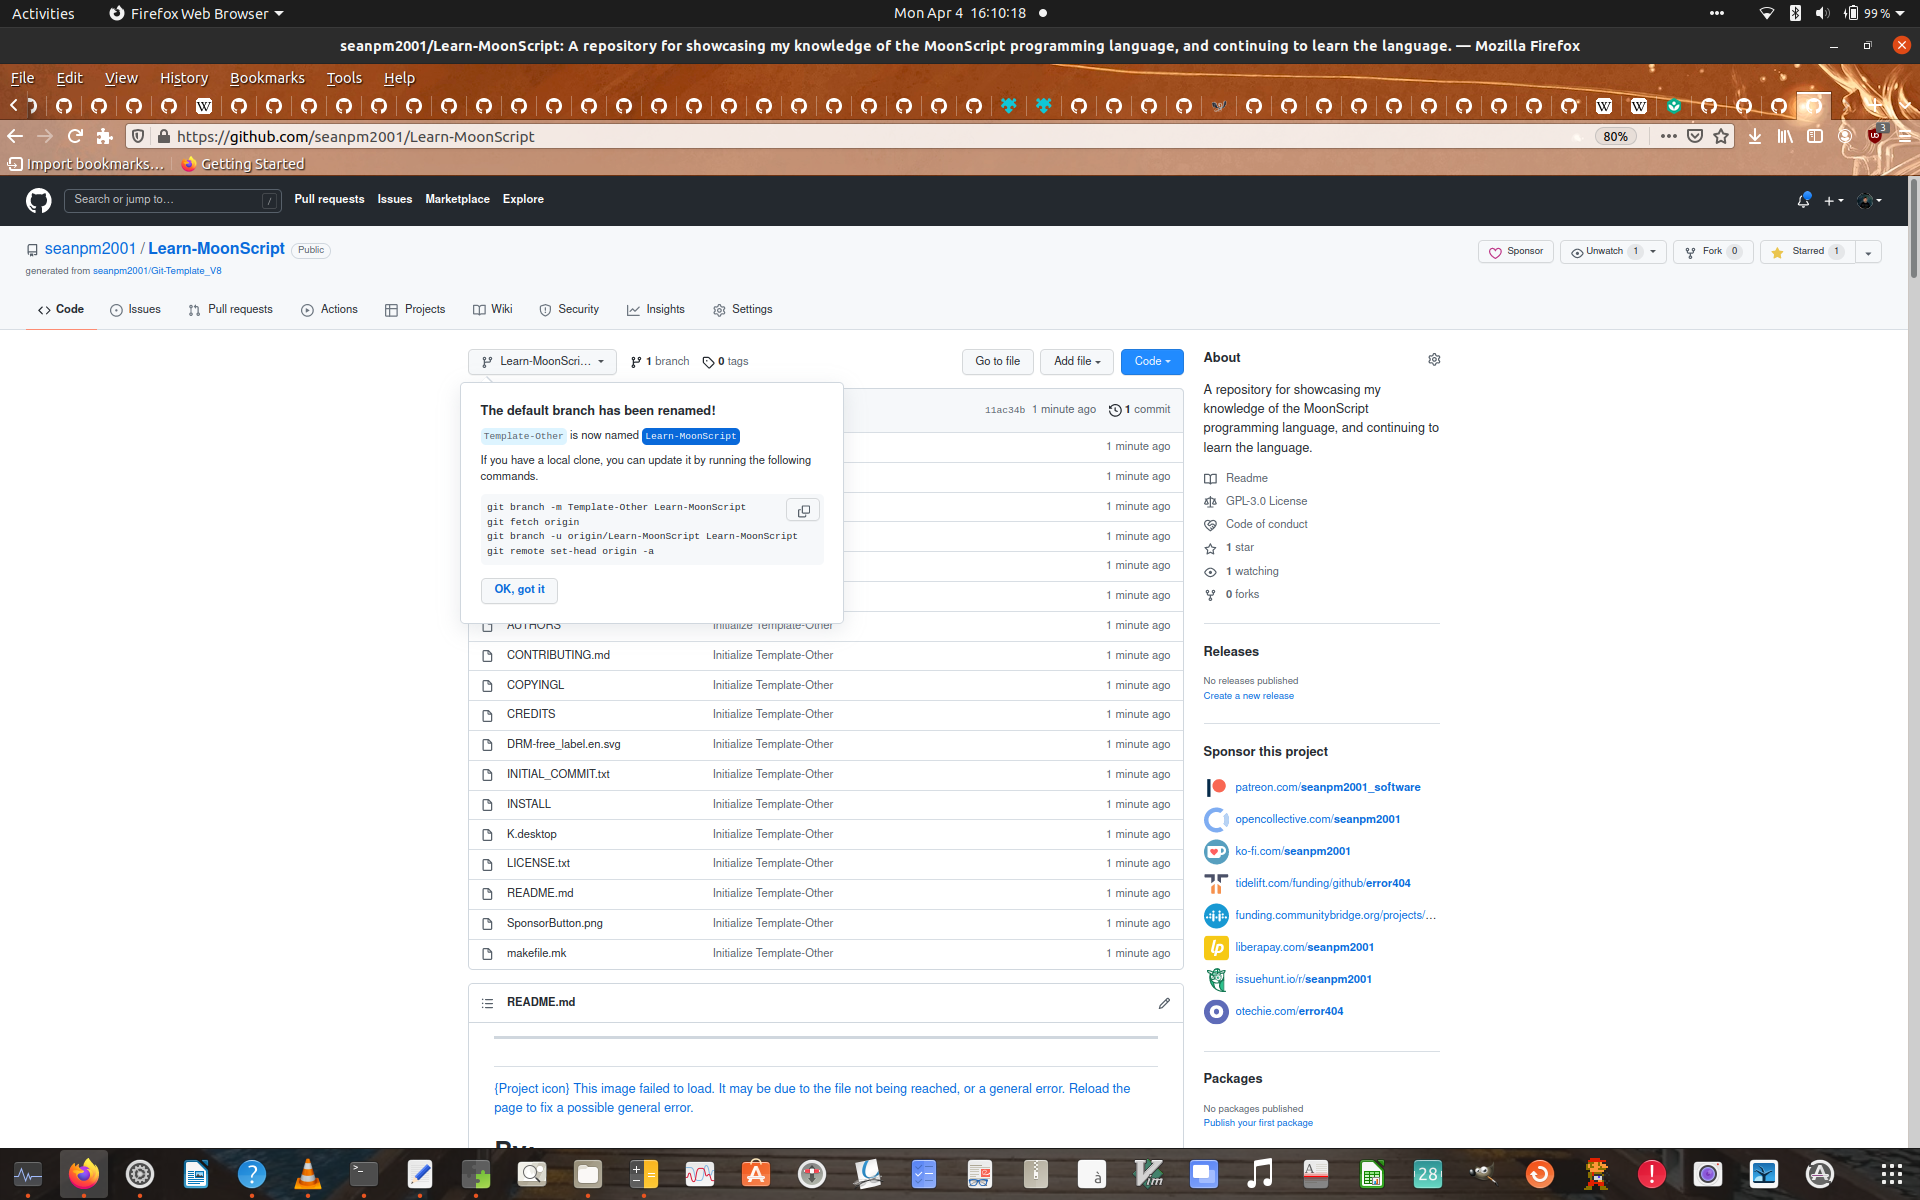 Activities
Firefox Web Browser
Mon Apr 4 16:10:18
99 %
seanpm2001/Learn-MoonScript: A repository for showcasing my knowledge of the MoonScript programming language, and continuing to learn the language. — Mozilla Firefox
File Edit View History Bookmarks Tools Help
https://github.com/seanpm2001/Learn-MoonScript
80%
3
Import bookmarks...
Getting Started
Search or jump to...
/
Pull requests Issues Marketplace Explore
seanpm2001 / Learn-MoonScript Public
generated from seanpm2001/Git-Template_V8
Sponsor
Unwatch 1
Fork 0
Starred 1
Code Issues Pull requests Actions Projects Wiki Security Insights Settings
Learn-MoonScri...
1 branch
0 tags
Go to file
Add file
Code
The default branch has been renamed!
Template-Other is now named Learn-MoonScript
If you have a local clone, you can update it by running the following
commands.
git branch -m Template-Other Learn-MoonScript
git fetch origin
git branch -u origin/Learn-MoonScript Learn-MoonScript
git remote set-head origin -a
OK, got it
11ac34b 1 minute ago 1 commit
1 minute ago
1 minute ago
1 minute ago
1 minute ago
1 minute ago
1 minute ago
AUTHORS Initialize Template-Other 1 minute ago
CONTRIBUTING.md Initialize Template-Other 1 minute ago
COPYINGL Initialize Template-Other 1 minute ago
CREDITS Initialize Template-Other 1 minute ago
DRM-free_label.en.svg Initialize Template-Other 1 minute ago
INITIAL_COMMIT.txt Initialize Template-Other 1 minute ago
INSTALL Initialize Template-Other 1 minute ago
K.desktop Initialize Template-Other 1 minute ago
LICENSE.txt Initialize Template-Other 1 minute ago
README.md Initialize Template-Other 1 minute ago
SponsorButton.png Initialize Template-Other 1 minute ago
makefile.mk Initialize Template-Other 1 minute ago
README.md
{Project icon} This image failed to load. It may be due to the file not being reached, or a general error. Reload the
page to fix a possible general error.
About
A repository for showcasing my
knowledge of the MoonScript
programming language, and continuing to
learn the language.
Readme
GPL-3.0 License
Code of conduct
1 star
1 watching
0 forks
Releases
No releases published
Create a new release
Sponsor this project
patreon.com/seanpm2001_software
opencollective.com/seanpm2001
ko-fi.com/seanpm2001
tidelift.com/funding/github/error404
funding.communitybridge.org/projects/...
liberapay.com/seanpm2001
issuehunt.io/r/seanpm2001
otechie.com/error404
Packages
No packages published
Publish your first package
28